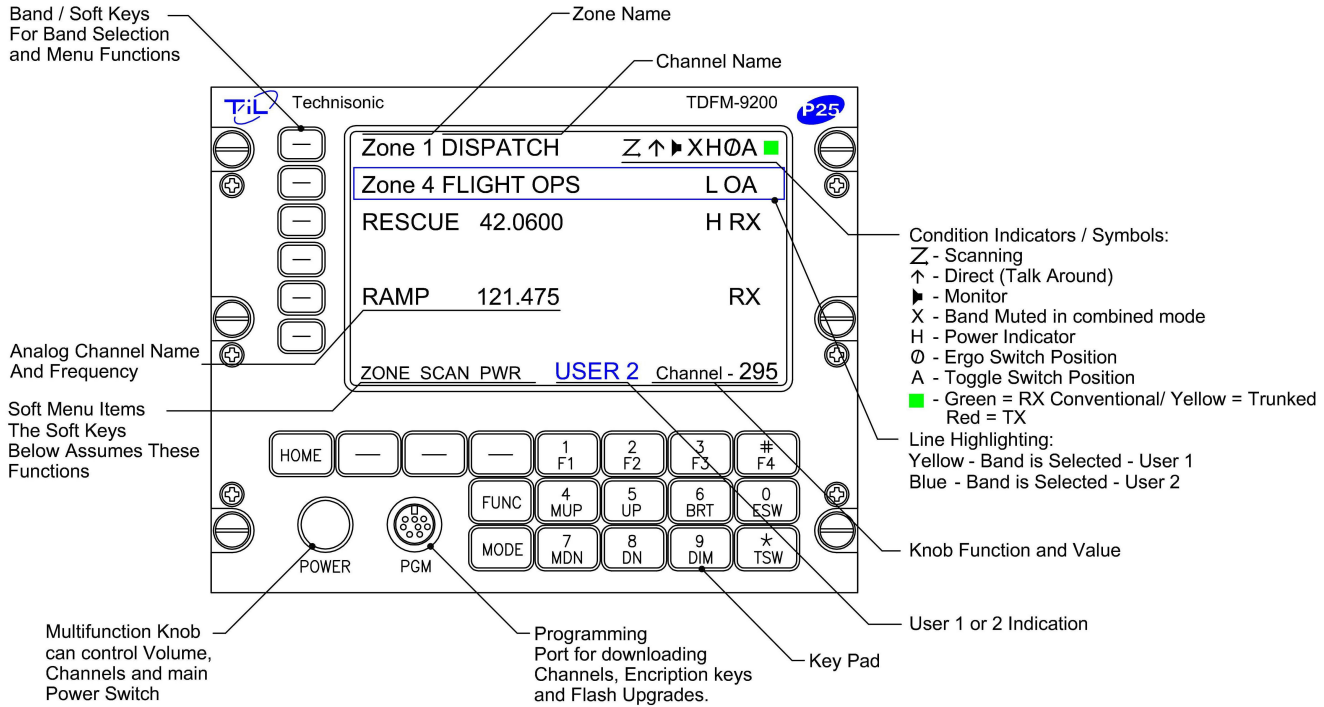 Band / Soft Keys
For Band Selection
and Menu Functions
Zone Name
Channel Name
TiL
Technisonic
TDFM-9200
P25
Zone 1 DISPATCH XHØA
Zone 4 FLIGHT OPS L OA
RESCUE 42.0600 H RX
RAMP 121.475 RX
ZONE SCAN PWR USER 2 Channel - 295
Analog Channel Name
And Frequency
Soft Menu Items
The Soft Keys
Below Assumes These
Functions
Condition Indicators / Symbols:
- Scanning
↑ - Direct (Talk Around)
- Monitor
X - Band Muted in combined mode
H - Power Indicator
Ø - Ergo Switch Position
A - Toggle Switch Position
- Green = RX Conventional/ Yellow = Trunked
Red = TX
Line Highlighting:
Yellow - Band is Selected - User 1
Blue - Band is Selected - User 2
Knob Function and Value
User 1 or 2 Indication
HOME
1
F1
2
F2
3
F3
#
F4
FUNC
4
MUP
5
UP
6
BRT
0
ESW
MODE
7
MDN
8
DN
9
DIM
*
TSW
POWER
PGM
Multifunction Knob
can control Volume,
Channels and main
Power Switch
Programming
Port for downloading
Channels, Encription keys
and Flash Upgrades.
Key Pad